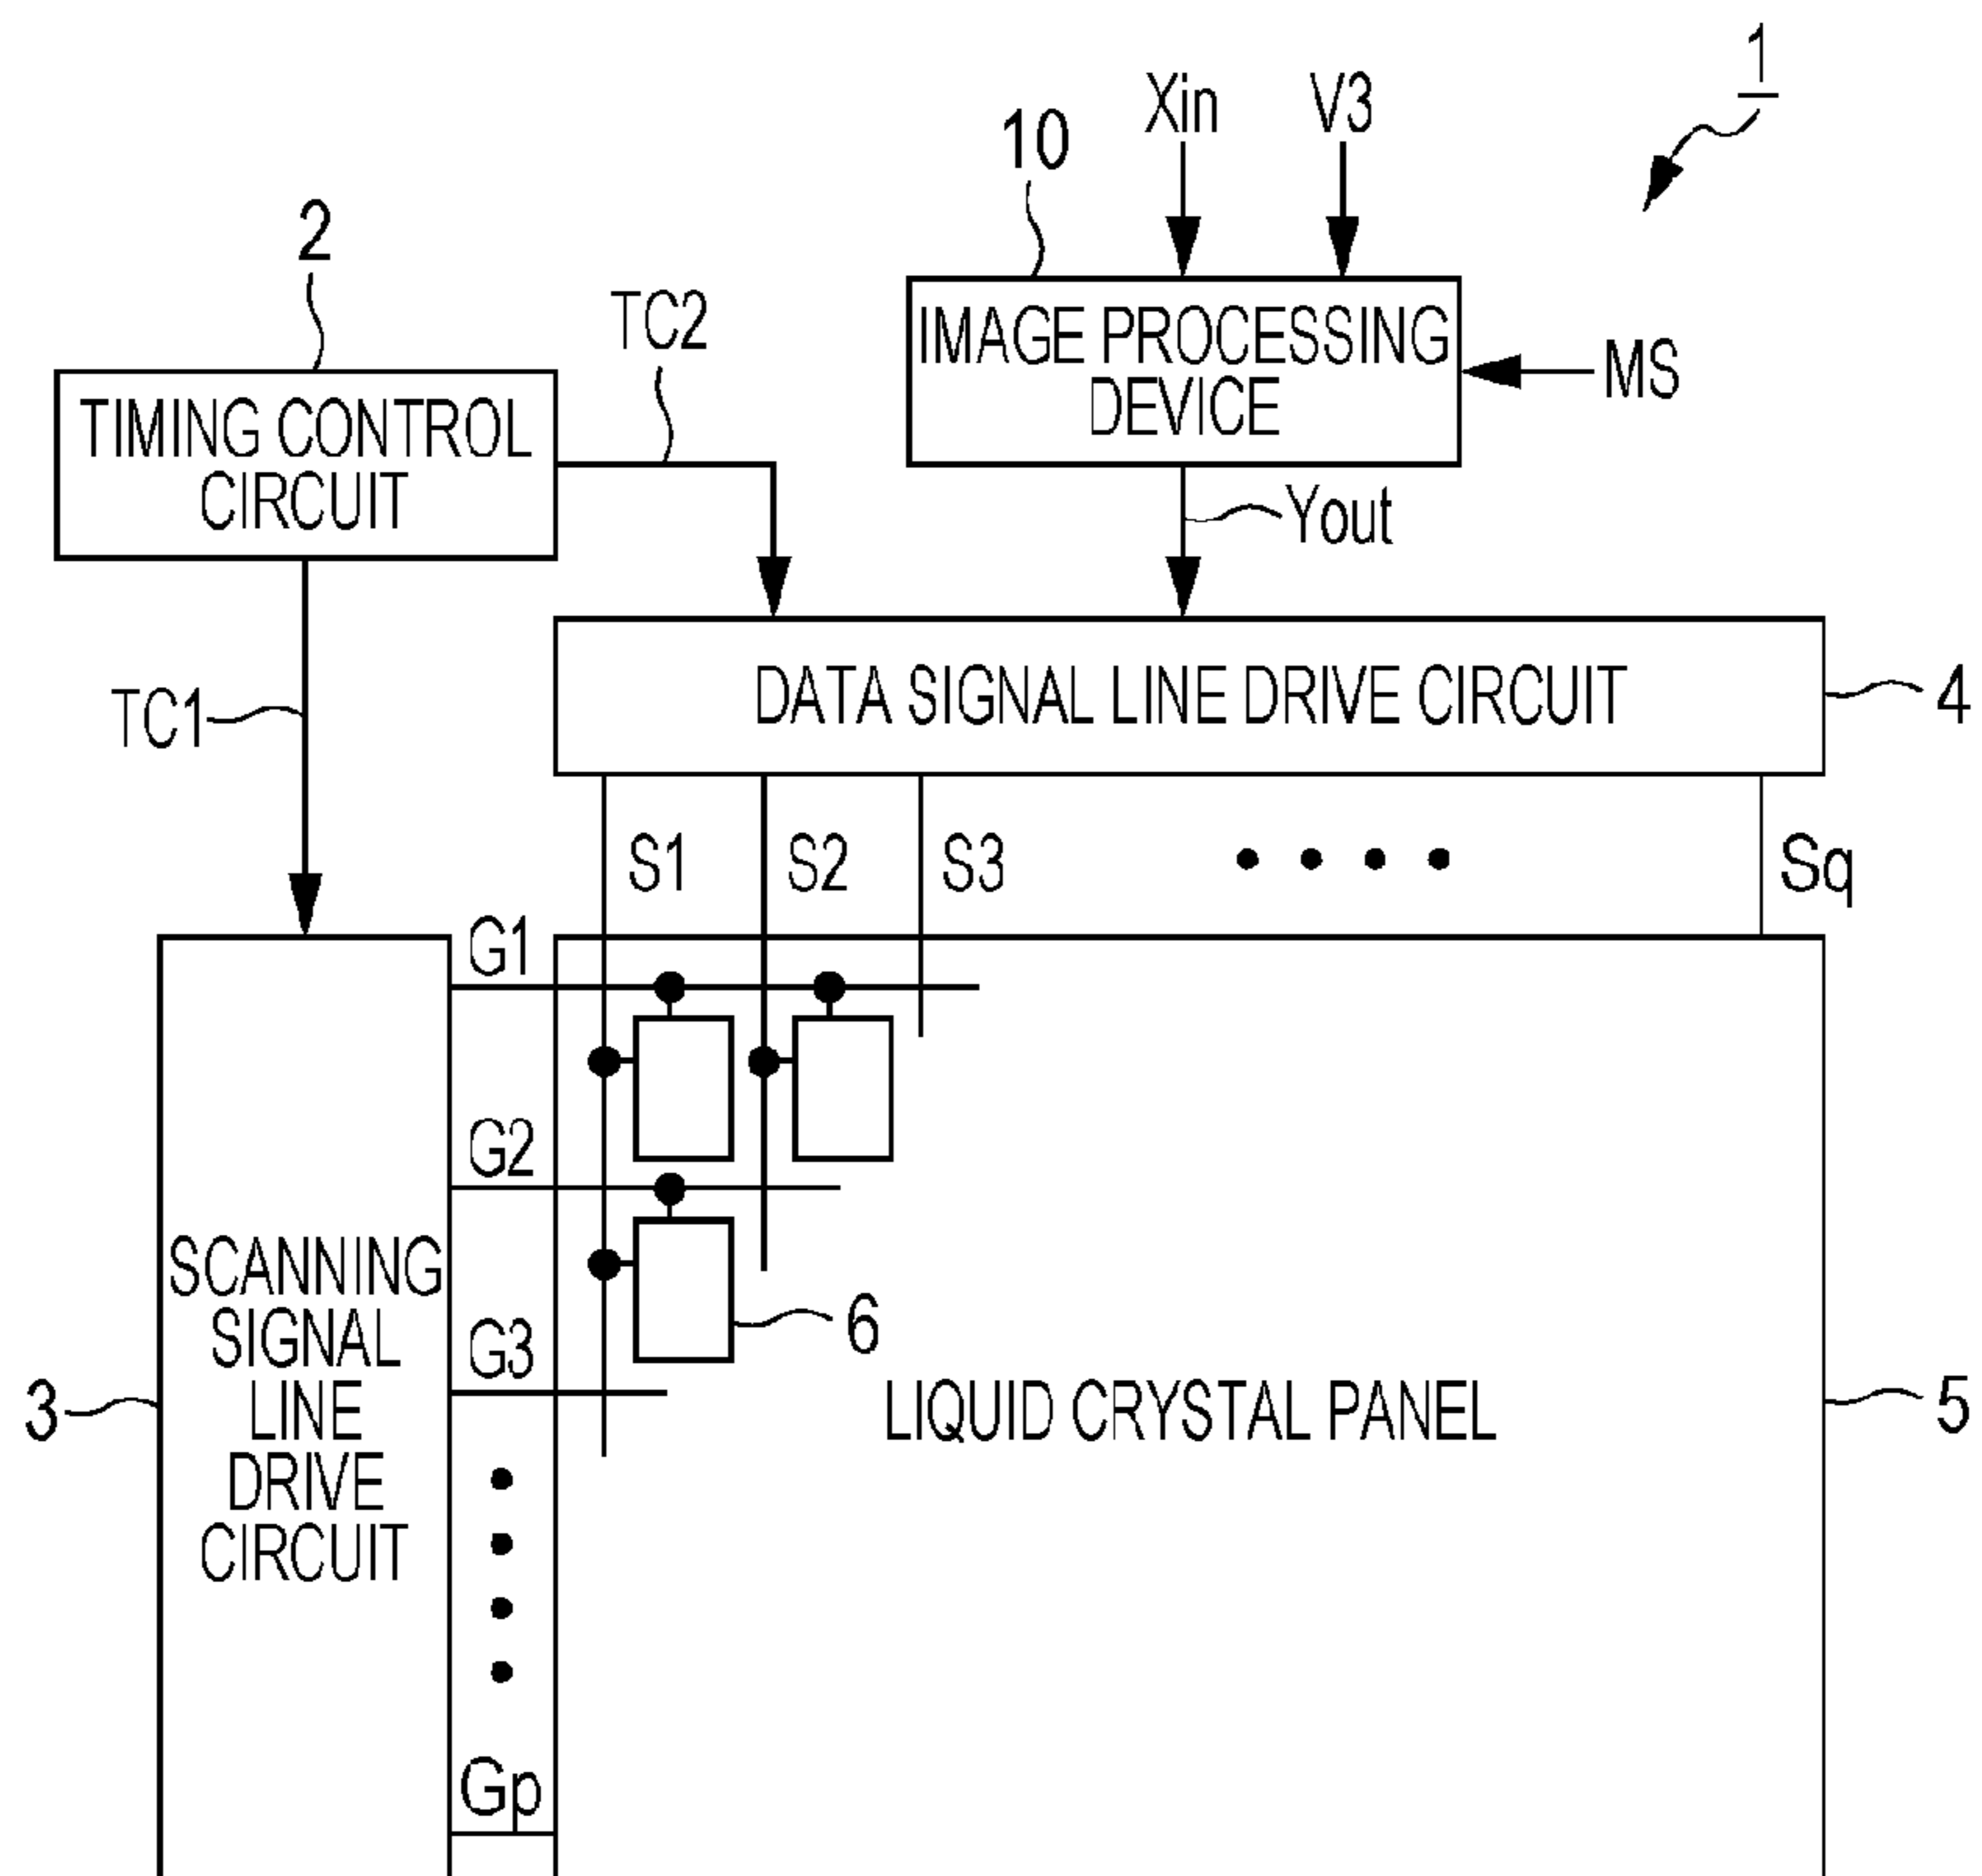 1
Xin
V3
10
2
TC2
IMAGE PROCESSING
DEVICE
MS
TIMING CONTROL
CIRCUIT
Yout
TC1
DATA SIGNAL LINE DRIVE CIRCUIT
4
S1
S2
S3
Sq
G1
G2
SCANNING
SIGNAL
LINE
DRIVE
CIRCUIT
G3
6
3
LIQUID CRYSTAL PANEL
5
Gp